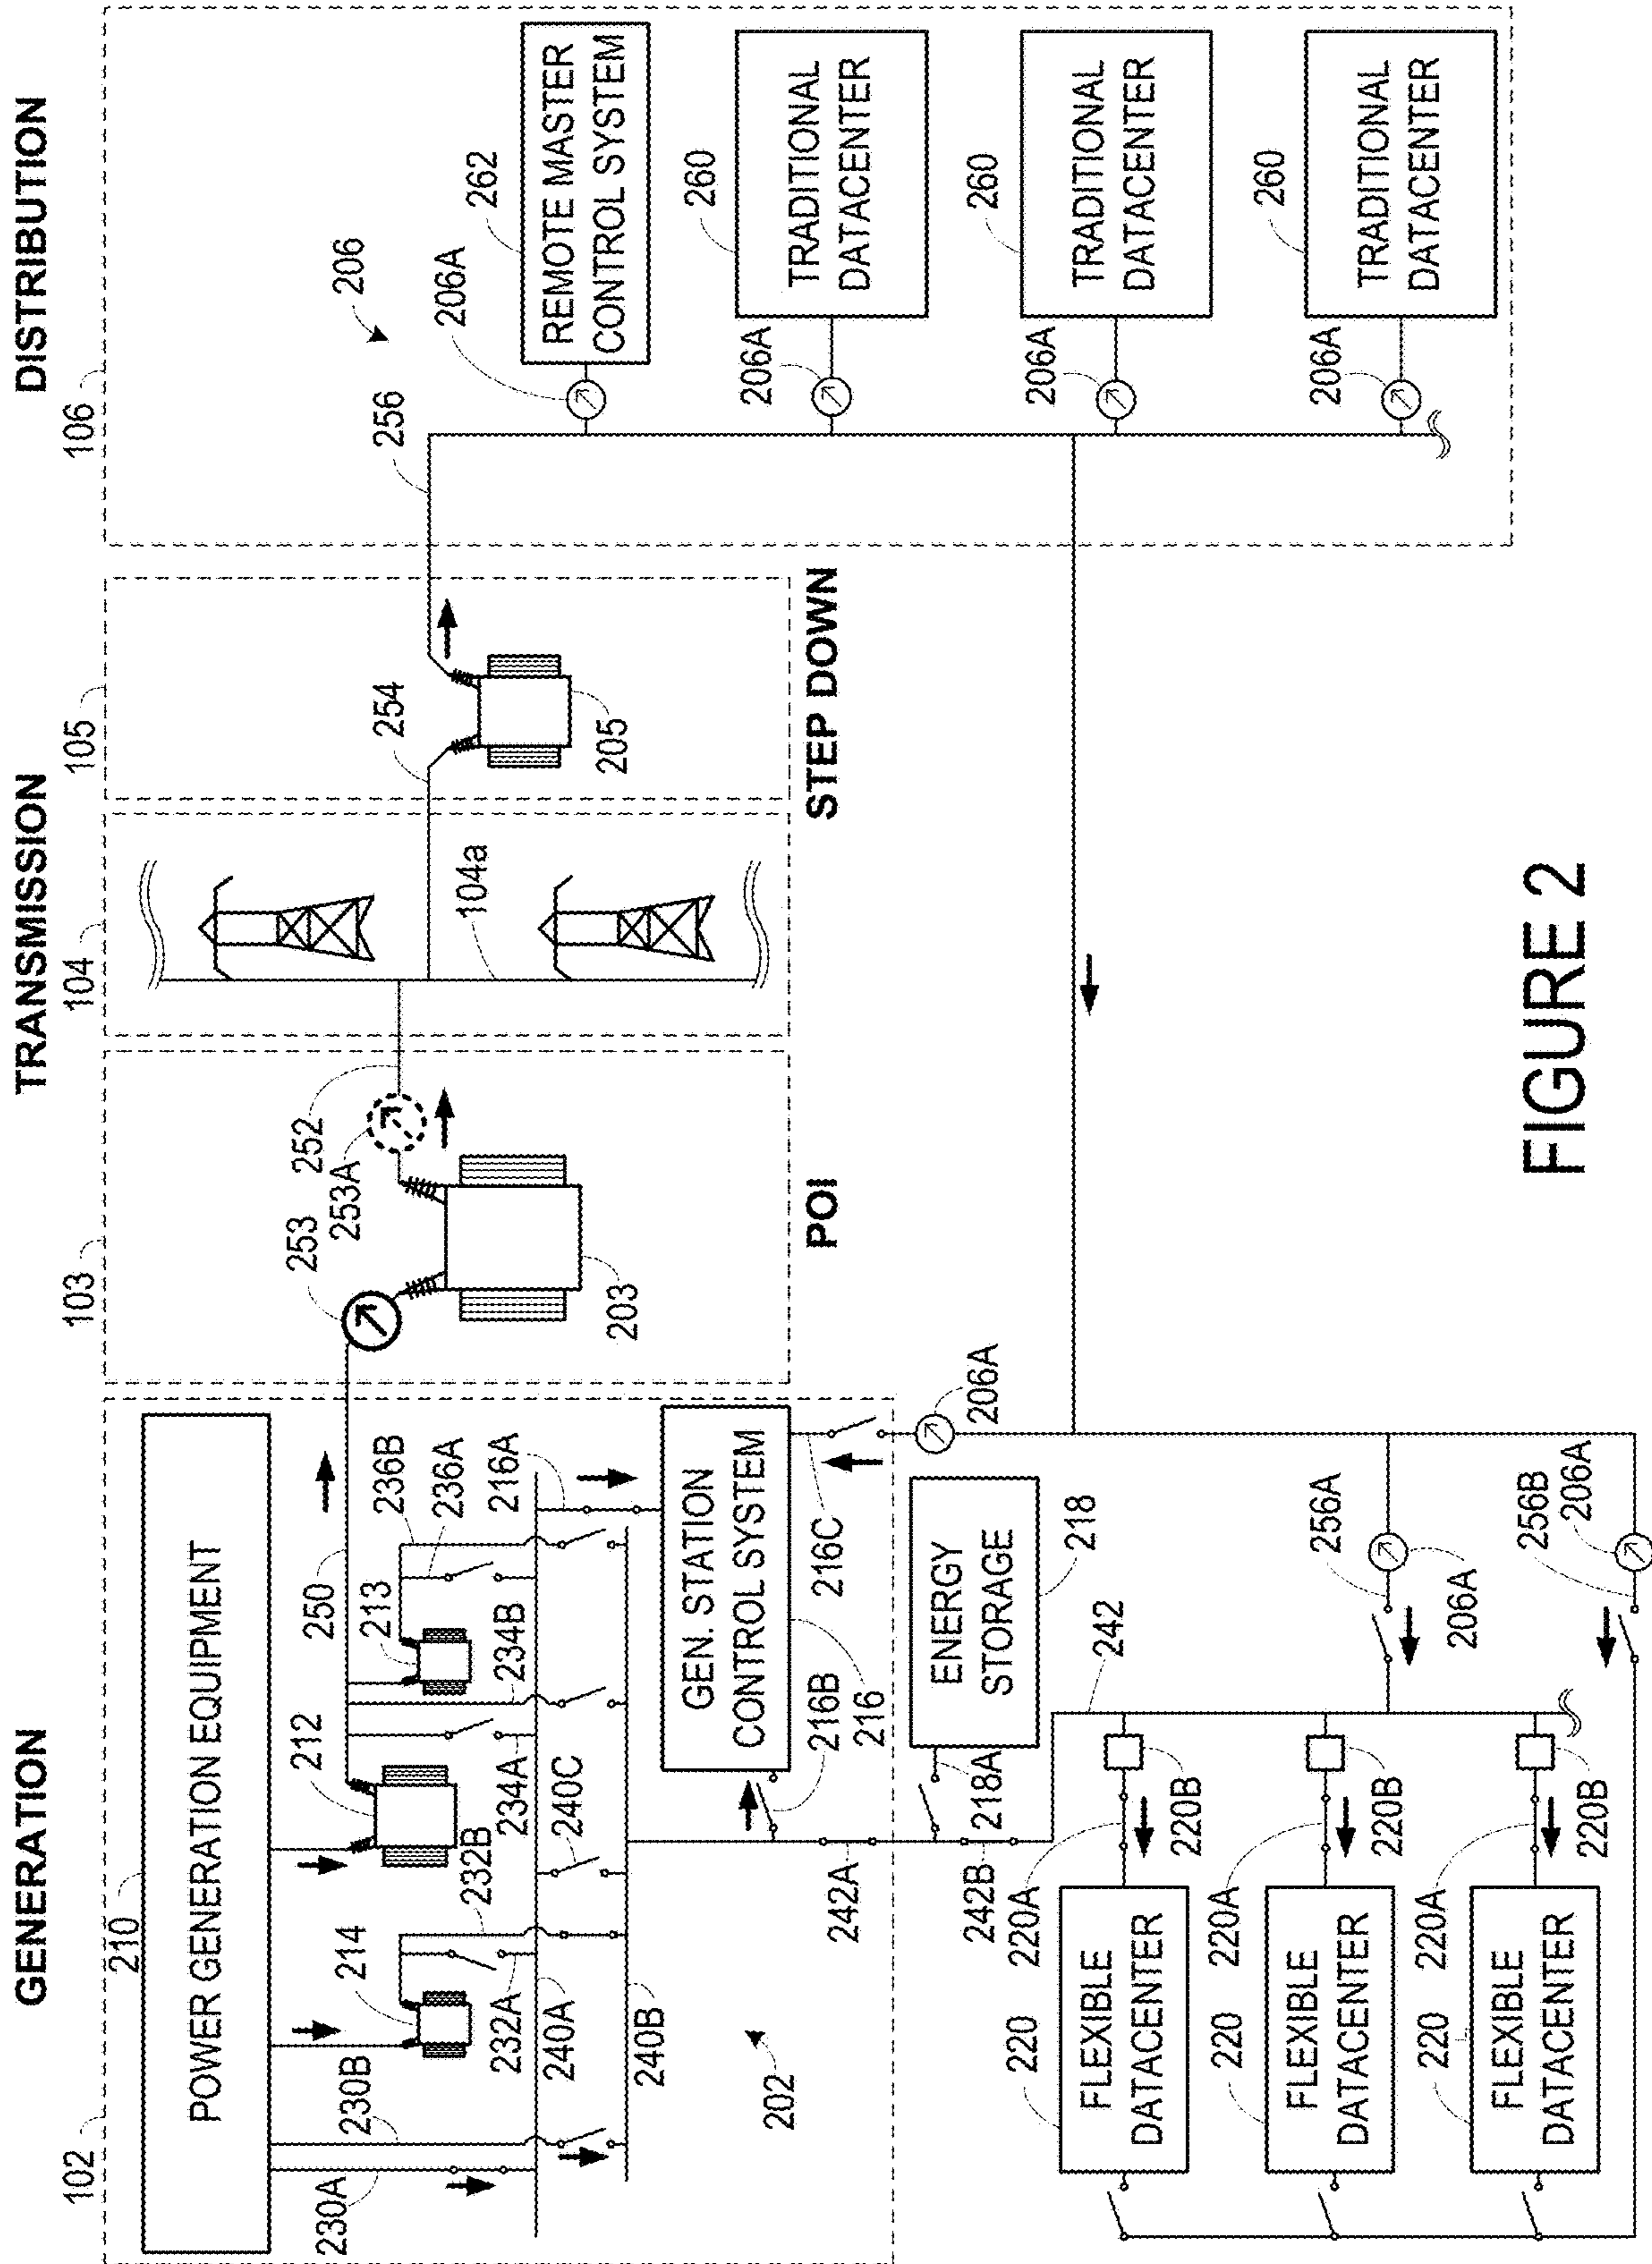 GENERATION
TRANSMISSION
DISTRIBUTION
102
103
104
105
106
210
POWER GENERATION EQUIPMENT
230A
230B
214
212
213
250
232A
232B
234A
234B
236A
236B
240A
240B
240C
216A
202
GEN. STATION
CONTROL SYSTEM
216
216B
216C
206A
242A
242B
218A
ENERGY
STORAGE
218
242
253
253A
252
203
POI
104a
254
205
STEP DOWN
256
206
206A
262
REMOTE MASTER
CONTROL SYSTEM
206A
260
TRADITIONAL
DATACENTER
206A
260
TRADITIONAL
DATACENTER
206A
260
TRADITIONAL
DATACENTER
220
FLEXIBLE
DATACENTER
220A
220B
220
FLEXIBLE
DATACENTER
220A
220B
220
FLEXIBLE
DATACENTER
220A
220B
256A
206A
256B
206A
FIGURE 2